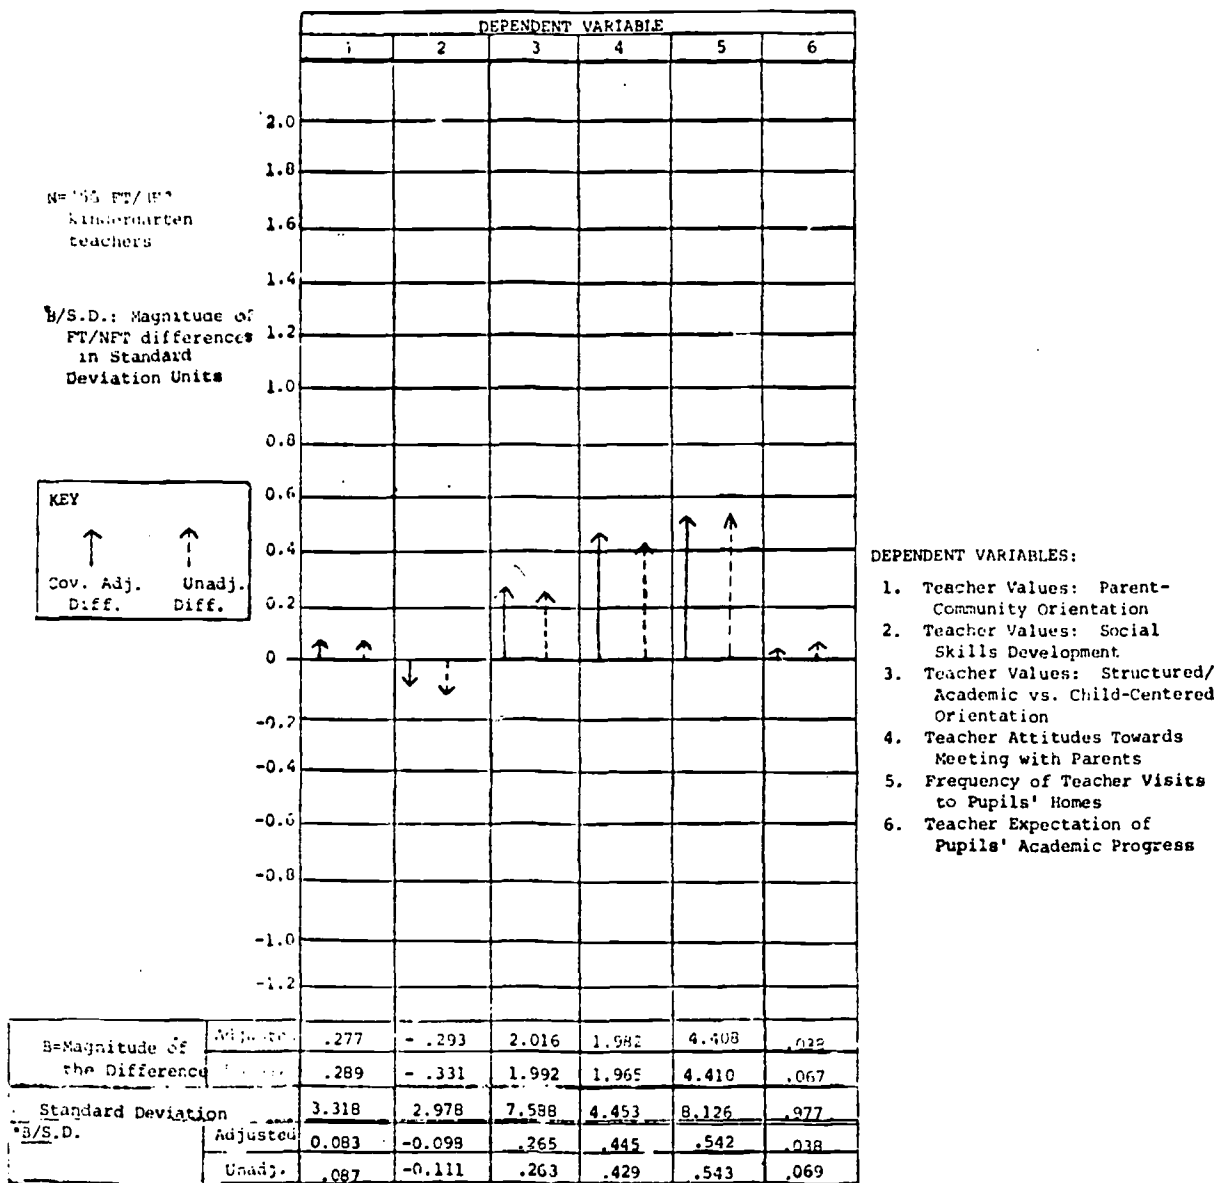 DEPENDENT VARIABLE
1 2 3 4 5 6
2.0
1.8
kindergarten
1.6
teachers
1.4
B/S.D.: Magnitude of
FT/NFT differences
1.2
in Standard
Deviation Units
1.0
0.8
0.6
KEY
0.4
Cov. Adj. Unadj.
Diff. Diff.
0.2
0
-0.2
-0.4
-0.6
-0.8
-1.0
-1.2
DEPENDENT VARIABLES:
1. Teacher Values: Parent-
Community Orientation
2. Teacher Values: Social
Skills Development
3. Teacher Values: Structured/
Academic vs. Child-Centered
Orientation
4. Teacher Attitudes Towards
Meeting with Parents
5. Frequency of Teacher Visits
to Pupils' Homes
6. Teacher Expectation of
Pupils' Academic Progress
B=Magnitude of .277 - .293 2.016 1.982 4.408
the Difference .289 - .331 1.992 1.965 4.410 .067
Standard Deviation 3.318 2.978 7.588 4.453 8.126 .977
*B/S.D. Adjusted 0.083 -0.098 .265 .445 .542 .038
Unadj. .087 -0.111 .263 .429 .543 .069